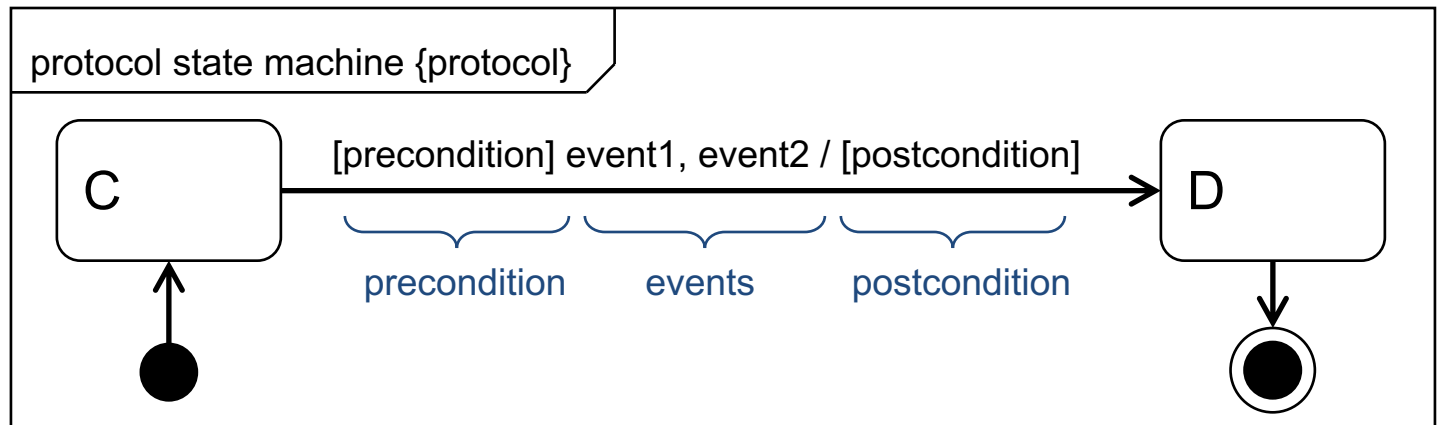 protocol state machine {protocol}
[precondition] event1, event2 / [postcondition]
C
D
precondition events postcondition